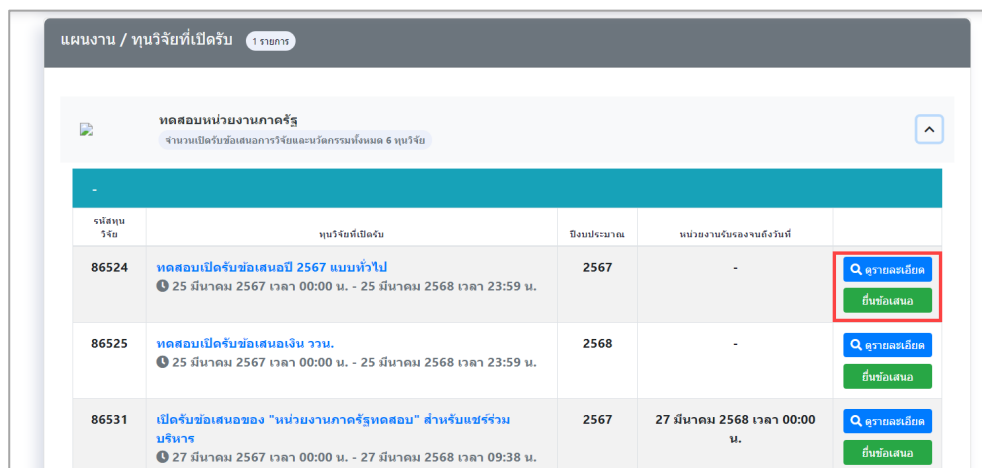 แผนงาน / ทุนวิจัยที่เปิดรับ 1 รายการ
ทดสอบหน่วยงานภาครัฐ
จำนวนเปิดรับข้อเสนอการวิจัยและนวัตกรรมทั้งหมด 6 ทุนวิจัย
-
รหัสทุน
วิจัย ทุนวิจัยที่เปิดรับ ปีงบประมาณ หน่วยงานรับรองจนถึงวันที่
86524 ทดสอบเปิดรับข้อเสนอปี 2567 แบบทั่วไป 2567 - ดูรายละเอียด
25 มีนาคม 2567 เวลา 00:00 น. - 25 มีนาคม 2568 เวลา 23:59 น. ยื่นข้อเสนอ
86525 ทดสอบเปิดรับข้อเสนอเงิน ววน. 2568 - ดูรายละเอียด
25 มีนาคม 2567 เวลา 00:00 น. - 25 มีนาคม 2568 เวลา 23:59 น. ยื่นข้อเสนอ
86531 เปิดรับข้อเสนอของ "หน่วยงานภาครัฐทดสอบ" สำหรับแชร์ร่วม 2567 27 มีนาคม 2568 เวลา 00:00 ดูรายละเอียด
บริหาร น.
27 มีนาคม 2567 เวลา 00:00 น. - 27 มีนาคม 2568 เวลา 09:38 น. ยื่นข้อเสนอ